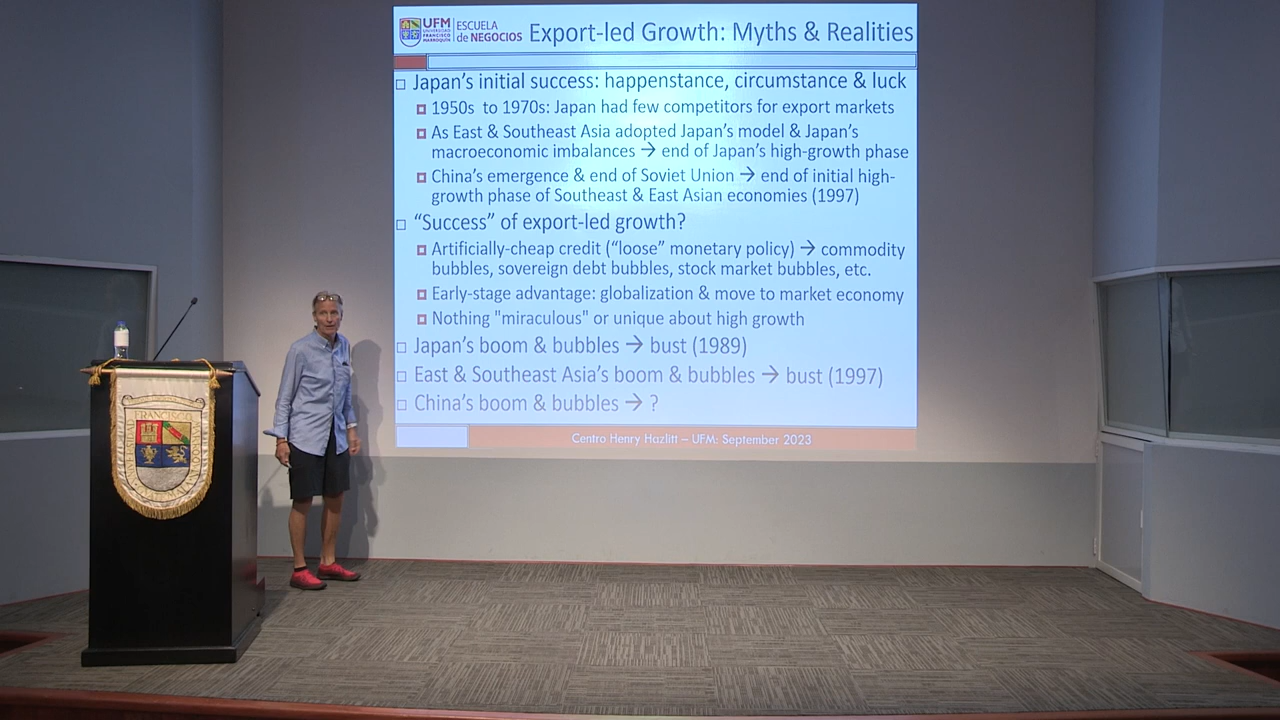 UFM
UNIVERSIDAD
FRANCISCO
MARROQUÍN
ESCUELA
de NEGOCIOS
Export-led Growth: Myths & Realities
Japan's initial success: happenstance, circumstance & luck
1950s to 1970s: Japan had few competitors for export markets
As East & Southeast Asia adopted Japan's model & Japan's
macroeconomic imbalances → end of Japan's high-growth phase
China's emergence & end of Soviet Union → end of initial high-
growth phase of Southeast & East Asian economies (1997)
“Success” of export-led growth?
Artificially-cheap credit (“loose” monetary policy) → commodity
bubbles, sovereign debt bubbles, stock market bubbles, etc.
Early-stage advantage: globalization & move to market economy
Nothing "miraculous" or unique about high growth
Japan's boom & bubbles → bust (1989)
East & Southeast Asia's boom & bubbles → bust (1997)
China's boom & bubbles → ?
Centro Henry Hazlitt – UFM: September 2023
FRANCISCO